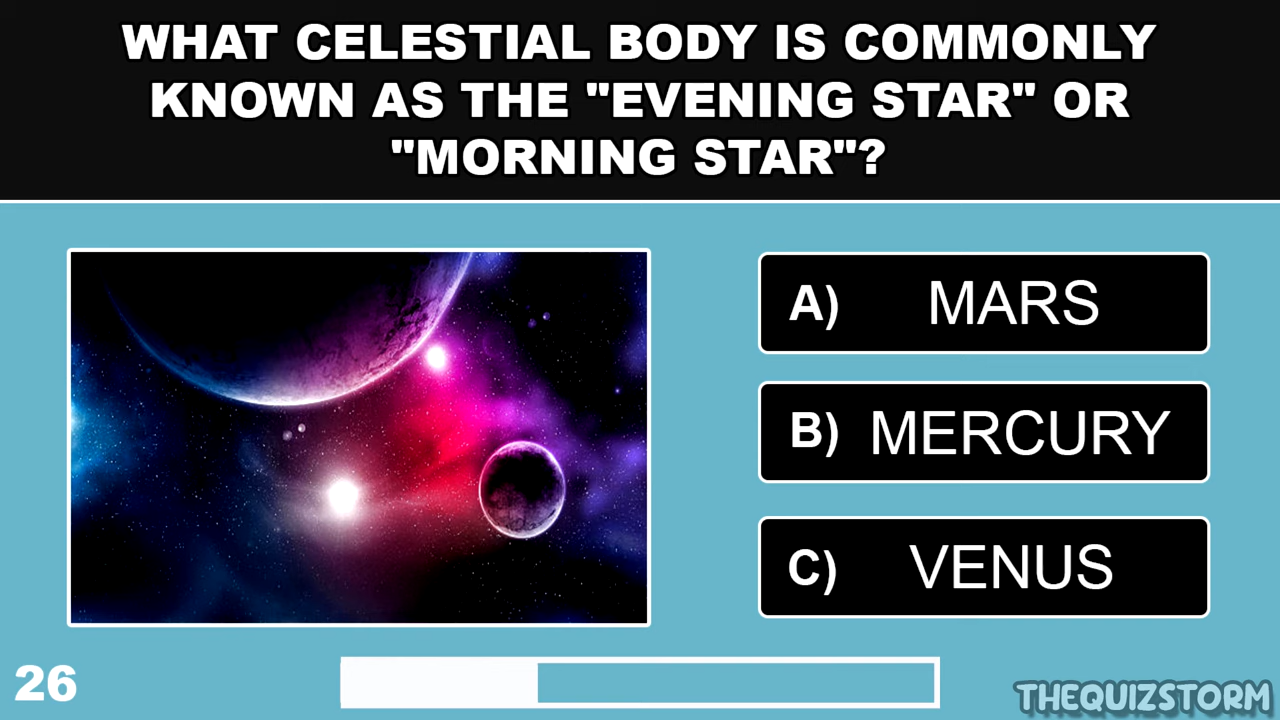 WHAT CELESTIAL BODY IS COMMONLY
KNOWN AS THE "EVENING STAR" OR
"MORNING STAR"?
A) MARS
B) MERCURY
C) VENUS
26
THEQUIZSTORM